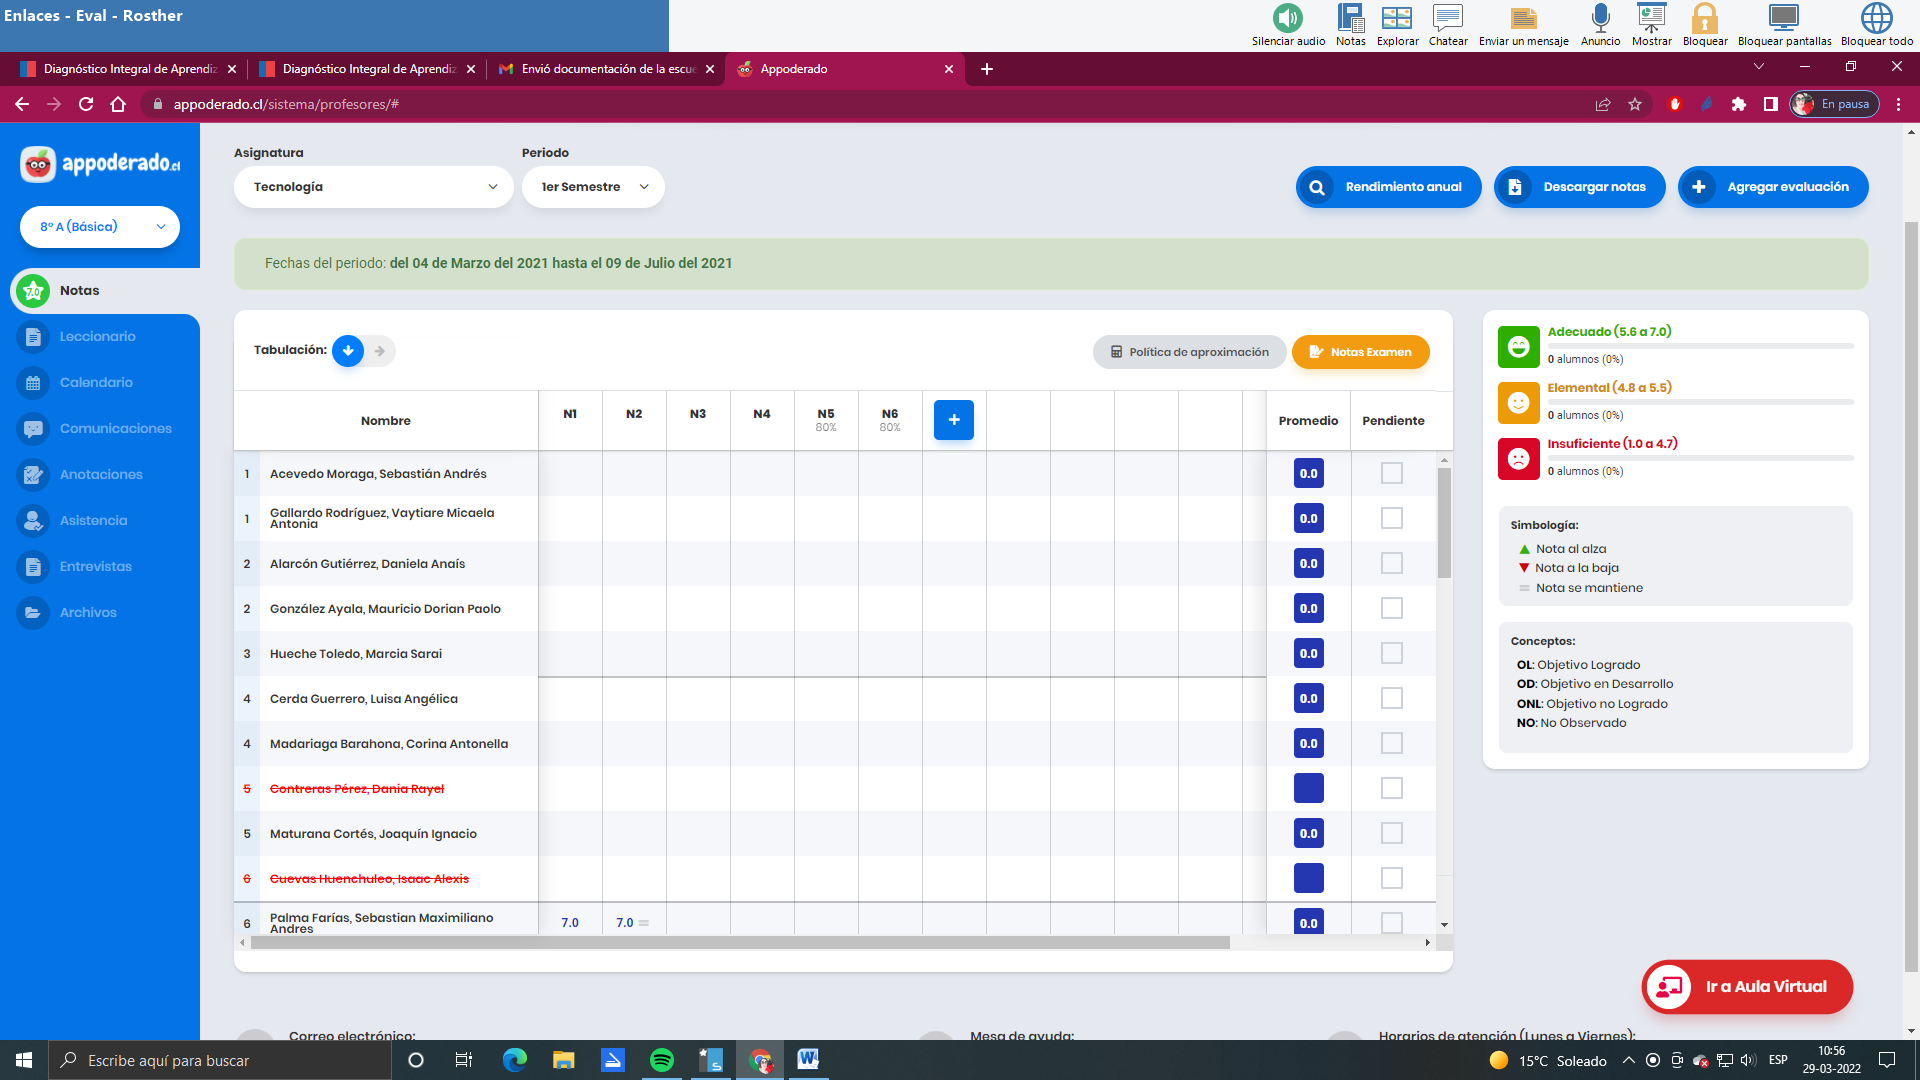 Enlaces - Eval - Rosther
Silenciar audio
Notas
Explorar
Chatear
Enviar un mensaje
Anuncio
Mostrar
Bloquear
Bloquear pantallas
Bloquear todo
Diagnóstico Integral de Aprendiz
Diagnóstico Integral de Aprendiz
Envió documentación de la escue
Appoderado
appoderado.cl/sistema/profesores/#
En pausa
appoderado.cl
8° A (Básica)
7.0
Notas
Leccionario
Calendario
Comunicaciones
Anotaciones
Asistencia
Entrevistas
Archivos
Asignatura
Periodo
Tecnología
1er Semestre
Rendimiento anual
Descargar notas
Agregar evaluación
Fechas del periodo: del 04 de Marzo del 2021 hasta el 09 de Julio del 2021
Tabulación:
Política de aproximación
Notas Examen
Nombre N1 N2 N3 N4 N5 N6 + Promedio Pendiente
80% 80%
1 Acevedo Moraga, Sebastián Andrés 0.0
1 Gallardo Rodríguez, Vaytiare Micaela
Antonia 0.0
2 Alarcón Gutiérrez, Daniela Anaís 0.0
2 González Ayala, Mauricio Dorian Paolo 0.0
3 Hueche Toledo, Marcia Sarai 0.0
4 Cerda Guerrero, Luisa Angélica 0.0
4 Madariaga Barahona, Corina Antonella 0.0
5 Contreras Pérez, Dania Rayel
5 Maturana Cortés, Joaquín Ignacio 0.0
6 Cuevas Huenchuleo, Isaac Alexis
6 Palma Farías, Sebastian Maximiliano
Andres 7.0 7.0 = 0.0
Adecuado (5.6 a 7.0)
0 alumnos (0%)
Elemental (4.8 a 5.5)
0 alumnos (0%)
Insuficiente (1.0 a 4.7)
0 alumnos (0%)
Simbología:
Nota al alza
Nota a la baja
Nota se mantiene
Conceptos:
OL: Objetivo Logrado
OD: Objetivo en Desarrollo
ONL: Objetivo no Logrado
NO: No Observado
Ir a Aula Virtual
Correo electrónico:
Mesa de ayuda:
Horarios de atención (Lunes a Viernes):
Escribe aquí para buscar
15°C Soleado
ESP
10:56
29-03-2022